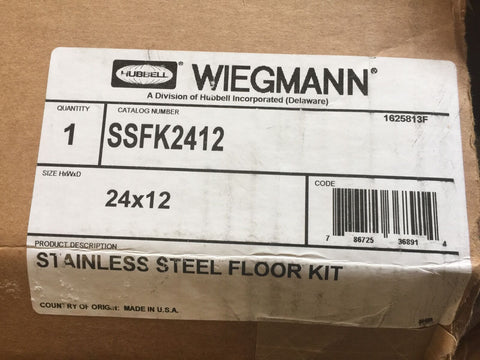 HUBBELL
WIEGMANN®
A Division of Hubbell Incorporated (Delaware)
QUANTITY
CATALOG NUMBER
1625813F
1
SSFK2412
SIZE HxWxD
CODE
24x12
7 86725 36891 4
PRODUCT DESCRIPTION
STAINLESS STEEL FLOOR KIT
COUNTRY OF ORIGIN: MADE IN U.S.A.